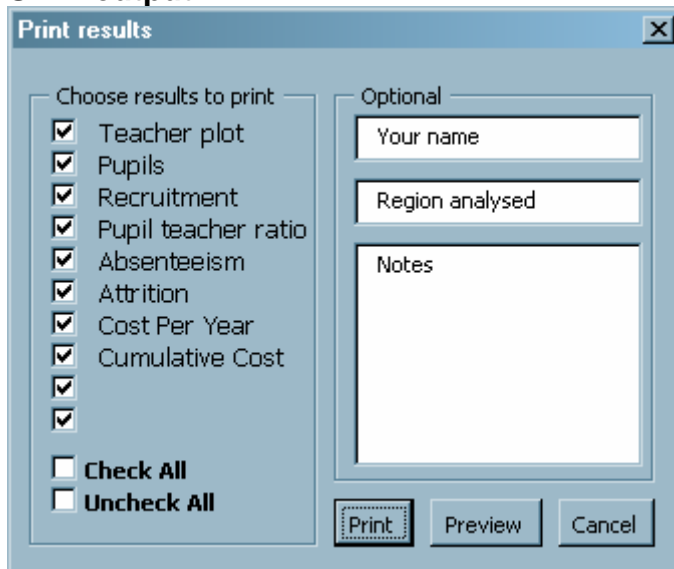 Print results
Choose results to print
Teacher plot
Pupils
Recruitment
Pupil teacher ratio
Absenteeism
Attrition
Cost Per Year
Cumulative Cost
Check All
Uncheck All
Optional
Your name
Region analysed
Notes
Print Preview Cancel